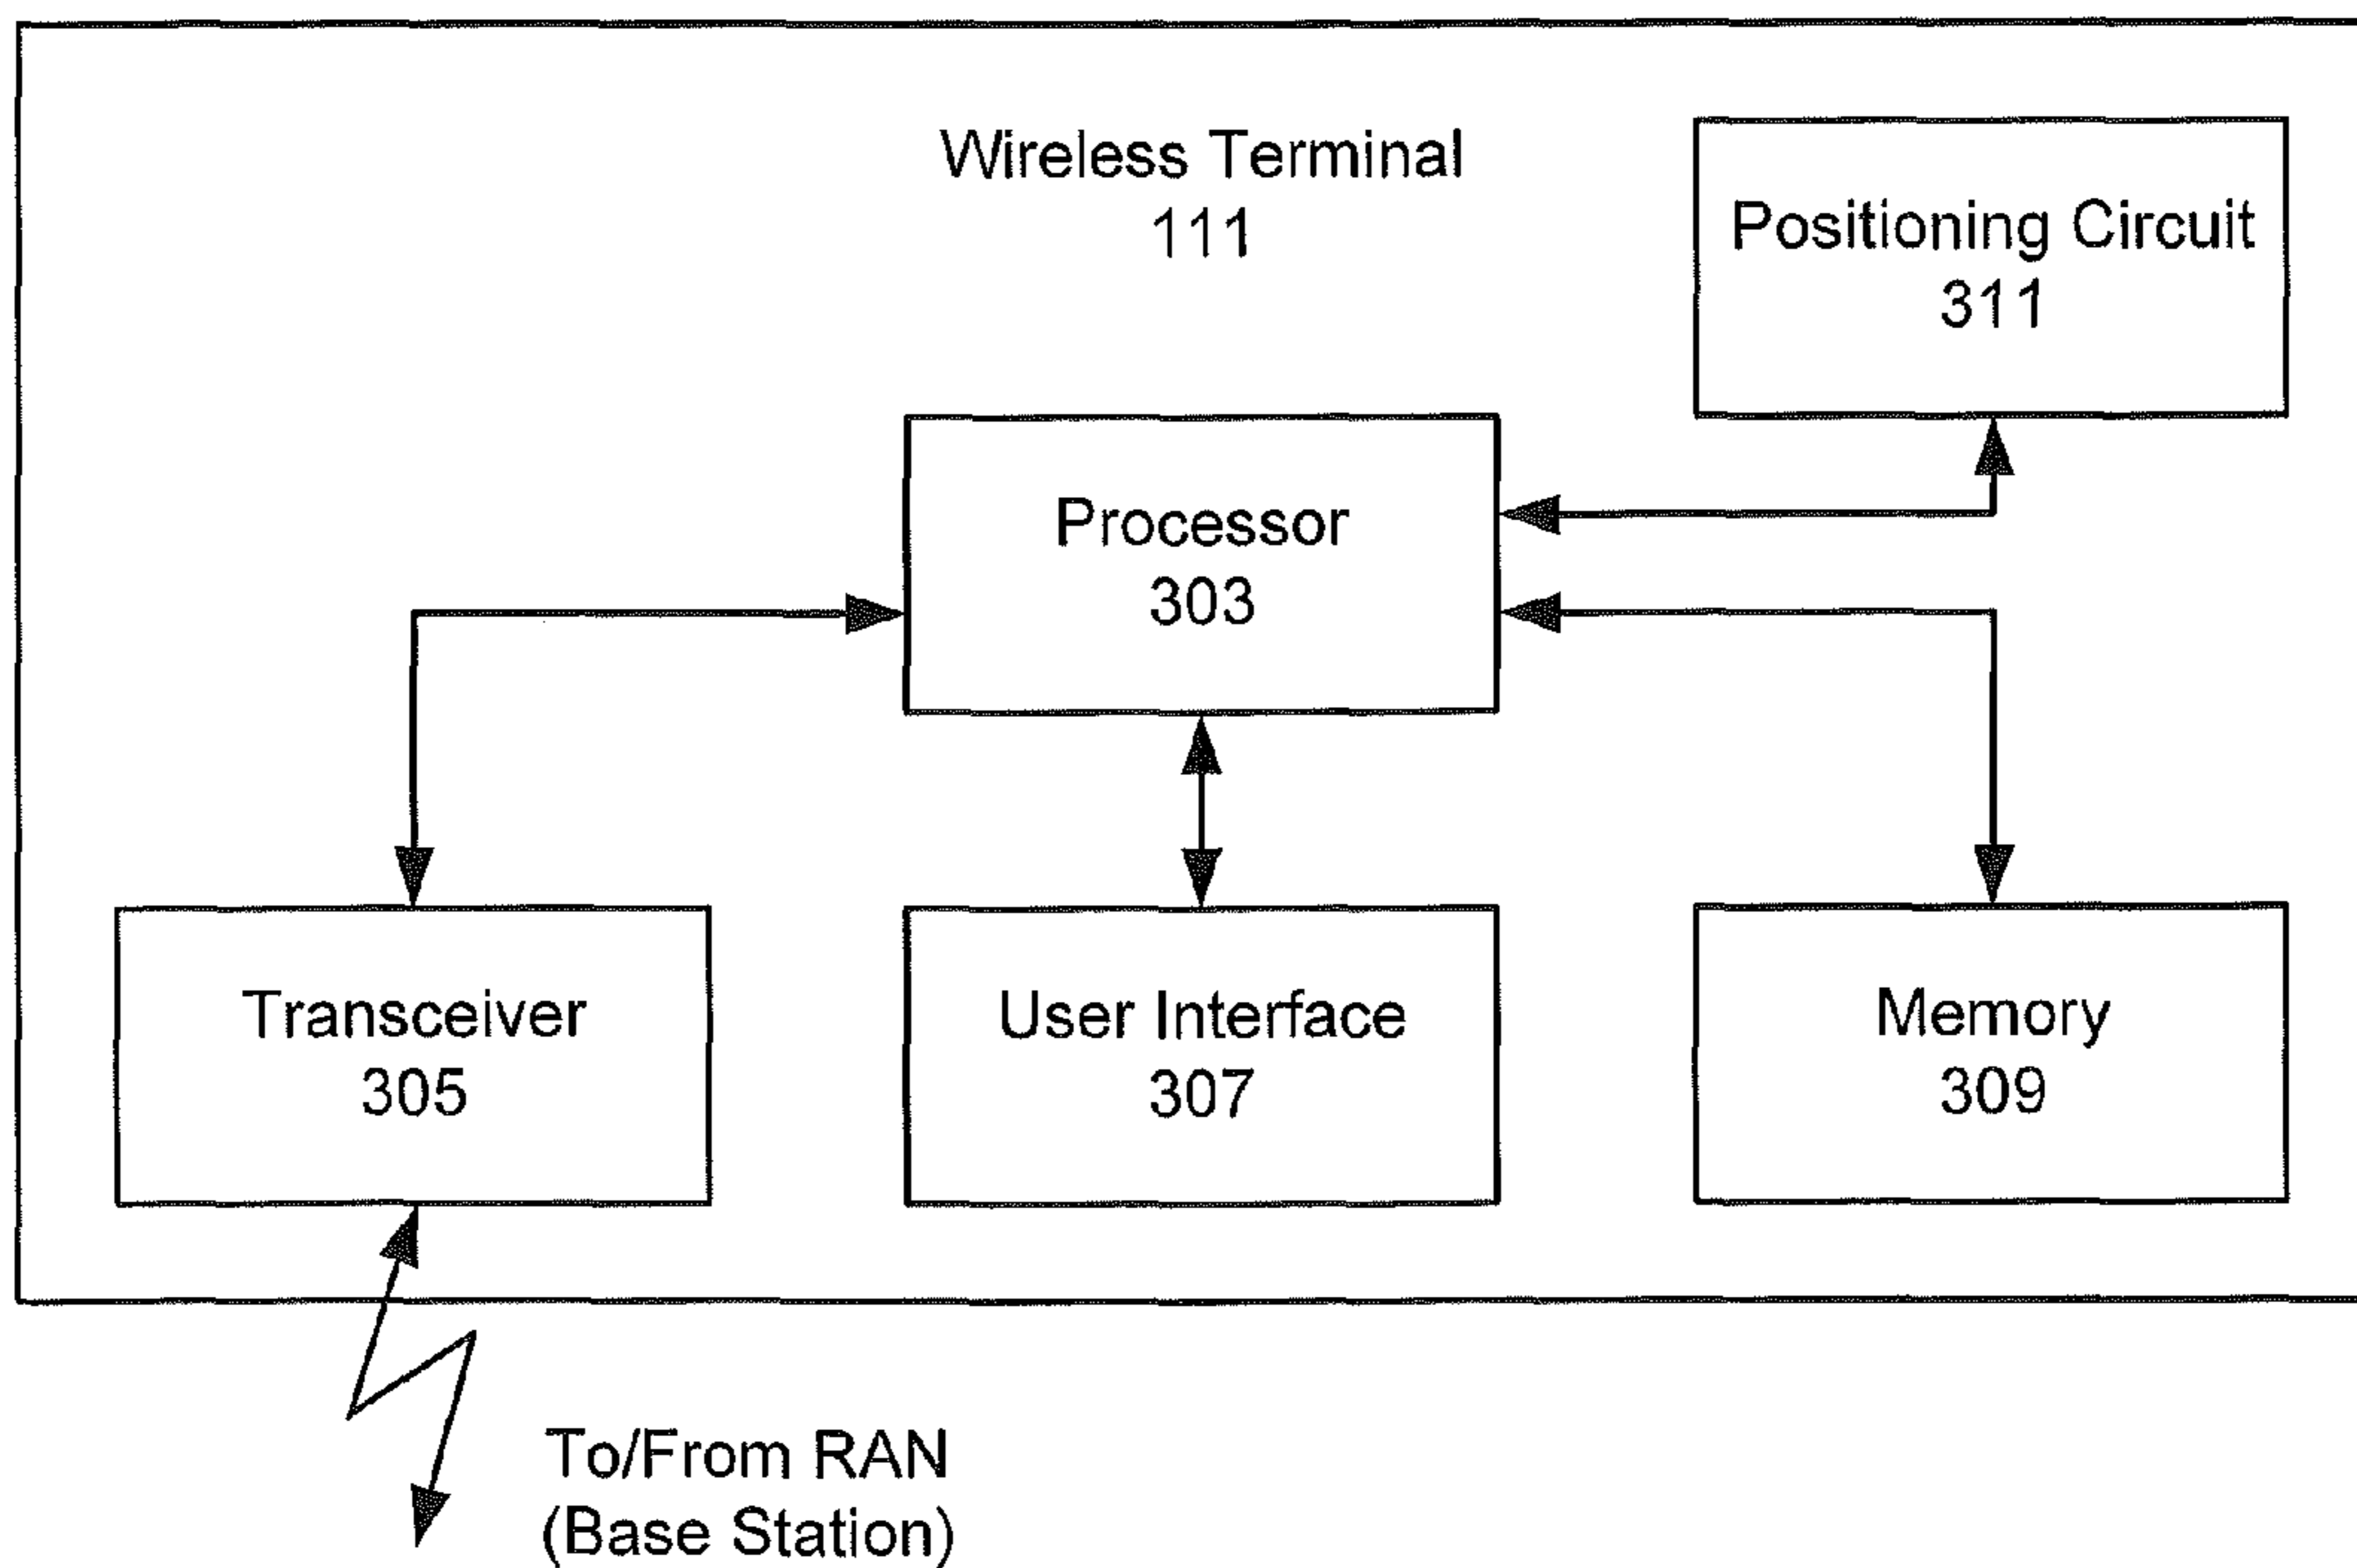 Wireless Terminal
111
Positioning Circuit
311
Processor
303
Transceiver
305
User Interface
307
Memory
309
To/From RAN
(Base Station)